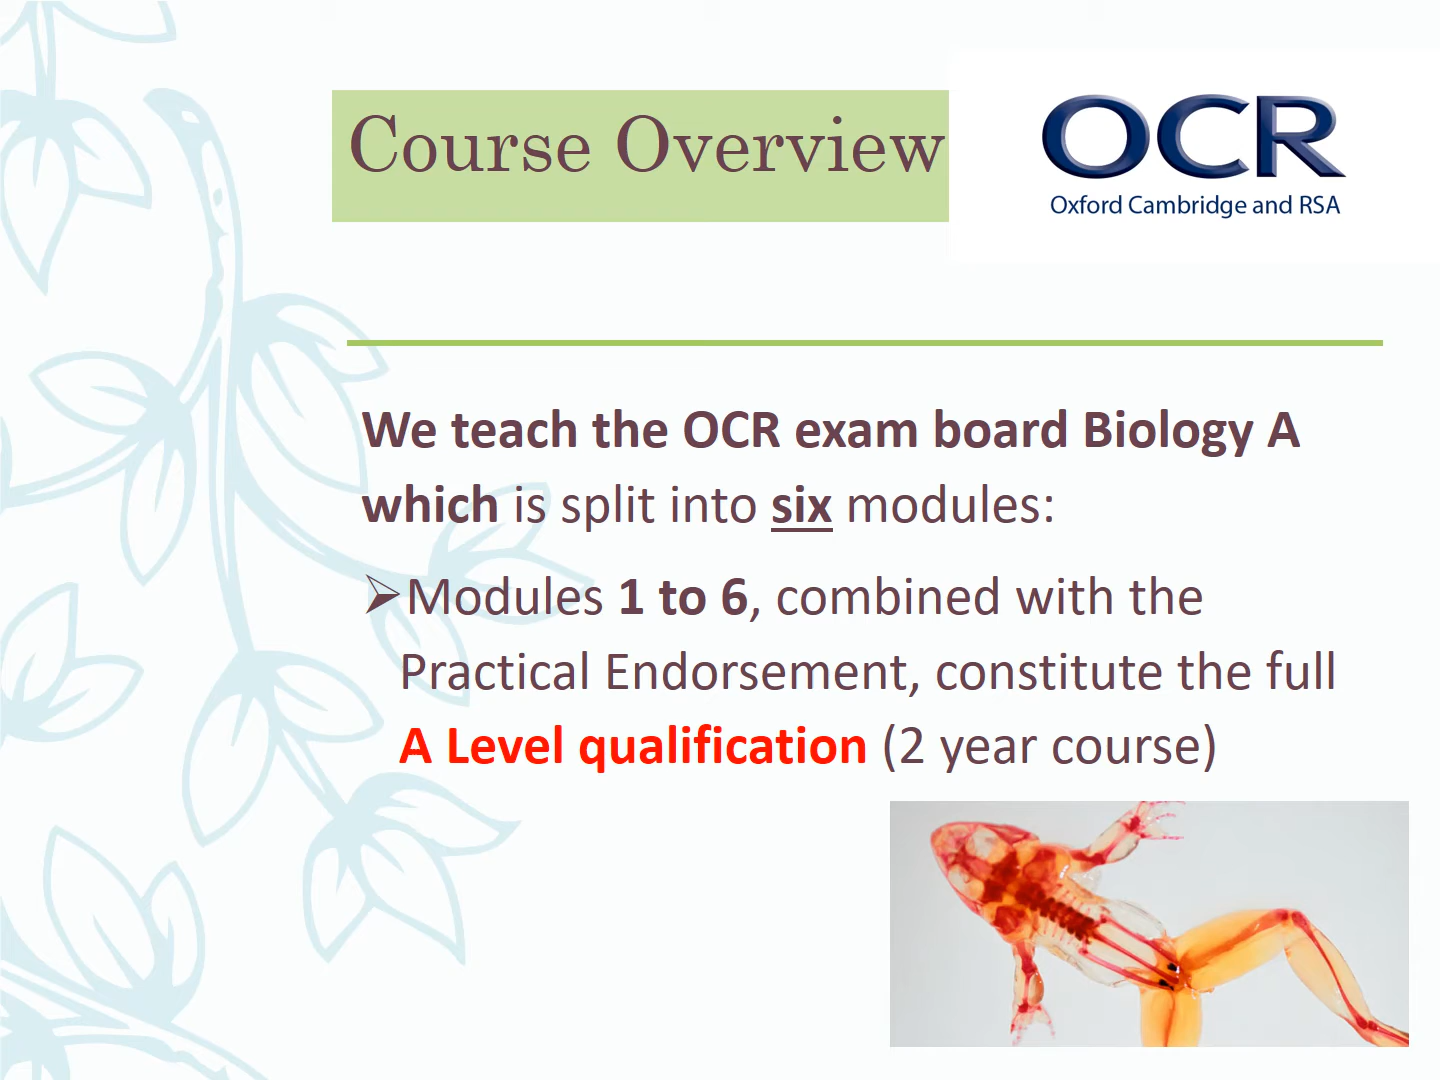 Course Overview
OCR
Oxford Cambridge and RSA
We teach the OCR exam board Biology A
which is split into six modules:
➢Modules 1 to 6, combined with the
Practical Endorsement, constitute the full
A Level qualification (2 year course)